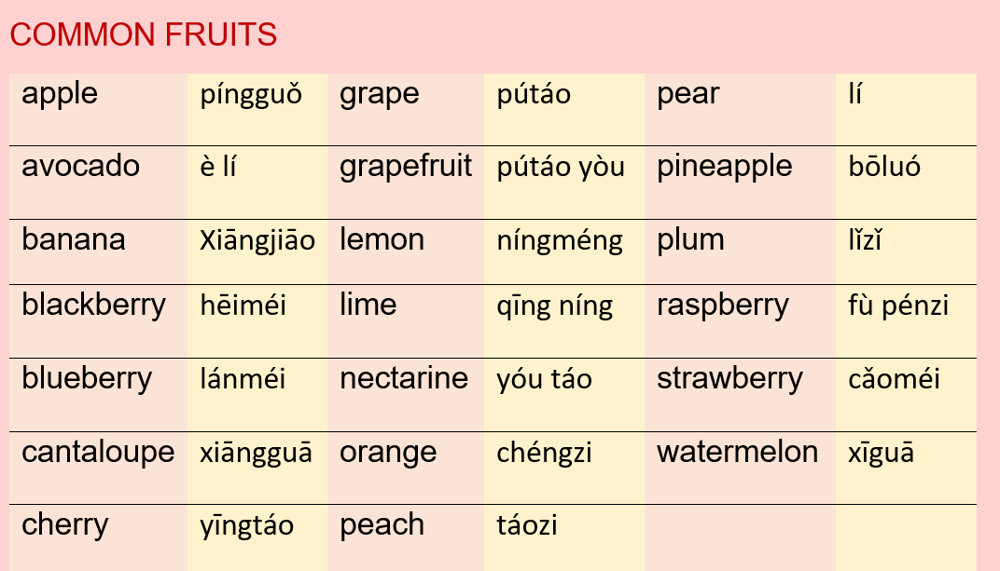 COMMON FRUITS
apple píngguǒ grape pútáo pear lí
avocado è lí grapefruit pútáo yòu pineapple bōluó
banana Xiāngjiāo lemon níngméng plum lǐzǐ
blackberry hēiméi lime qīng níng raspberry fù pénzi
blueberry lánméi nectarine yóu táo strawberry cǎoméi
cantaloupe xiāngguā orange chéngzi watermelon xīguā
cherry yīngtáo peach táozi